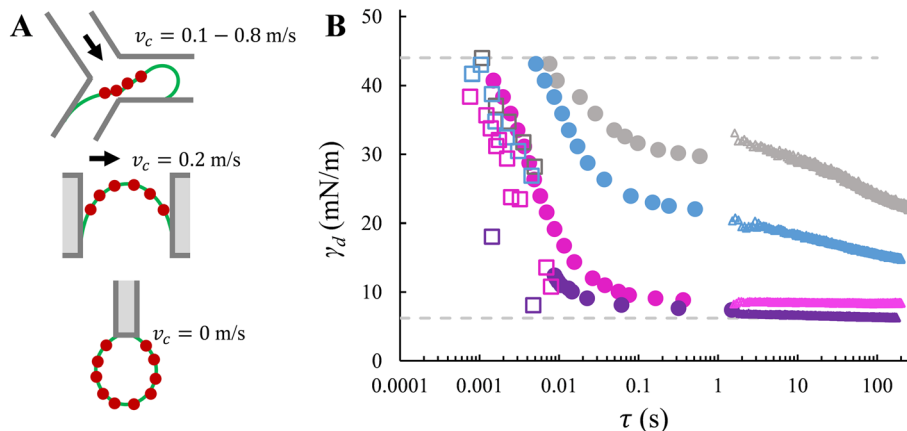 A
v_c = 0.1 – 0.8 m/s
v_c = 0.2 m/s
v_c = 0 m/s
B
50
40
30
20
10
0
γ_d (mN/m)
0.0001 0.001 0.01 0.1 1 10 100
τ (s)